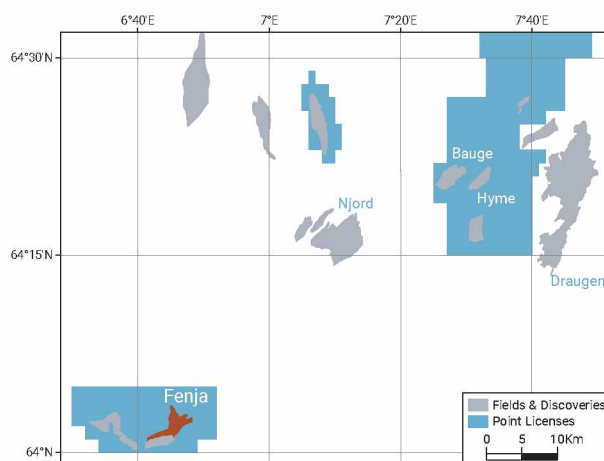 6°40'E
7°E
7°20'E
7°40'E
64°30'N
Bauge
Njord
Hyme
64°15'N
Draugen
Fenja
Fields & Discoveries
Point Licenses
0 5 10Km
64°N